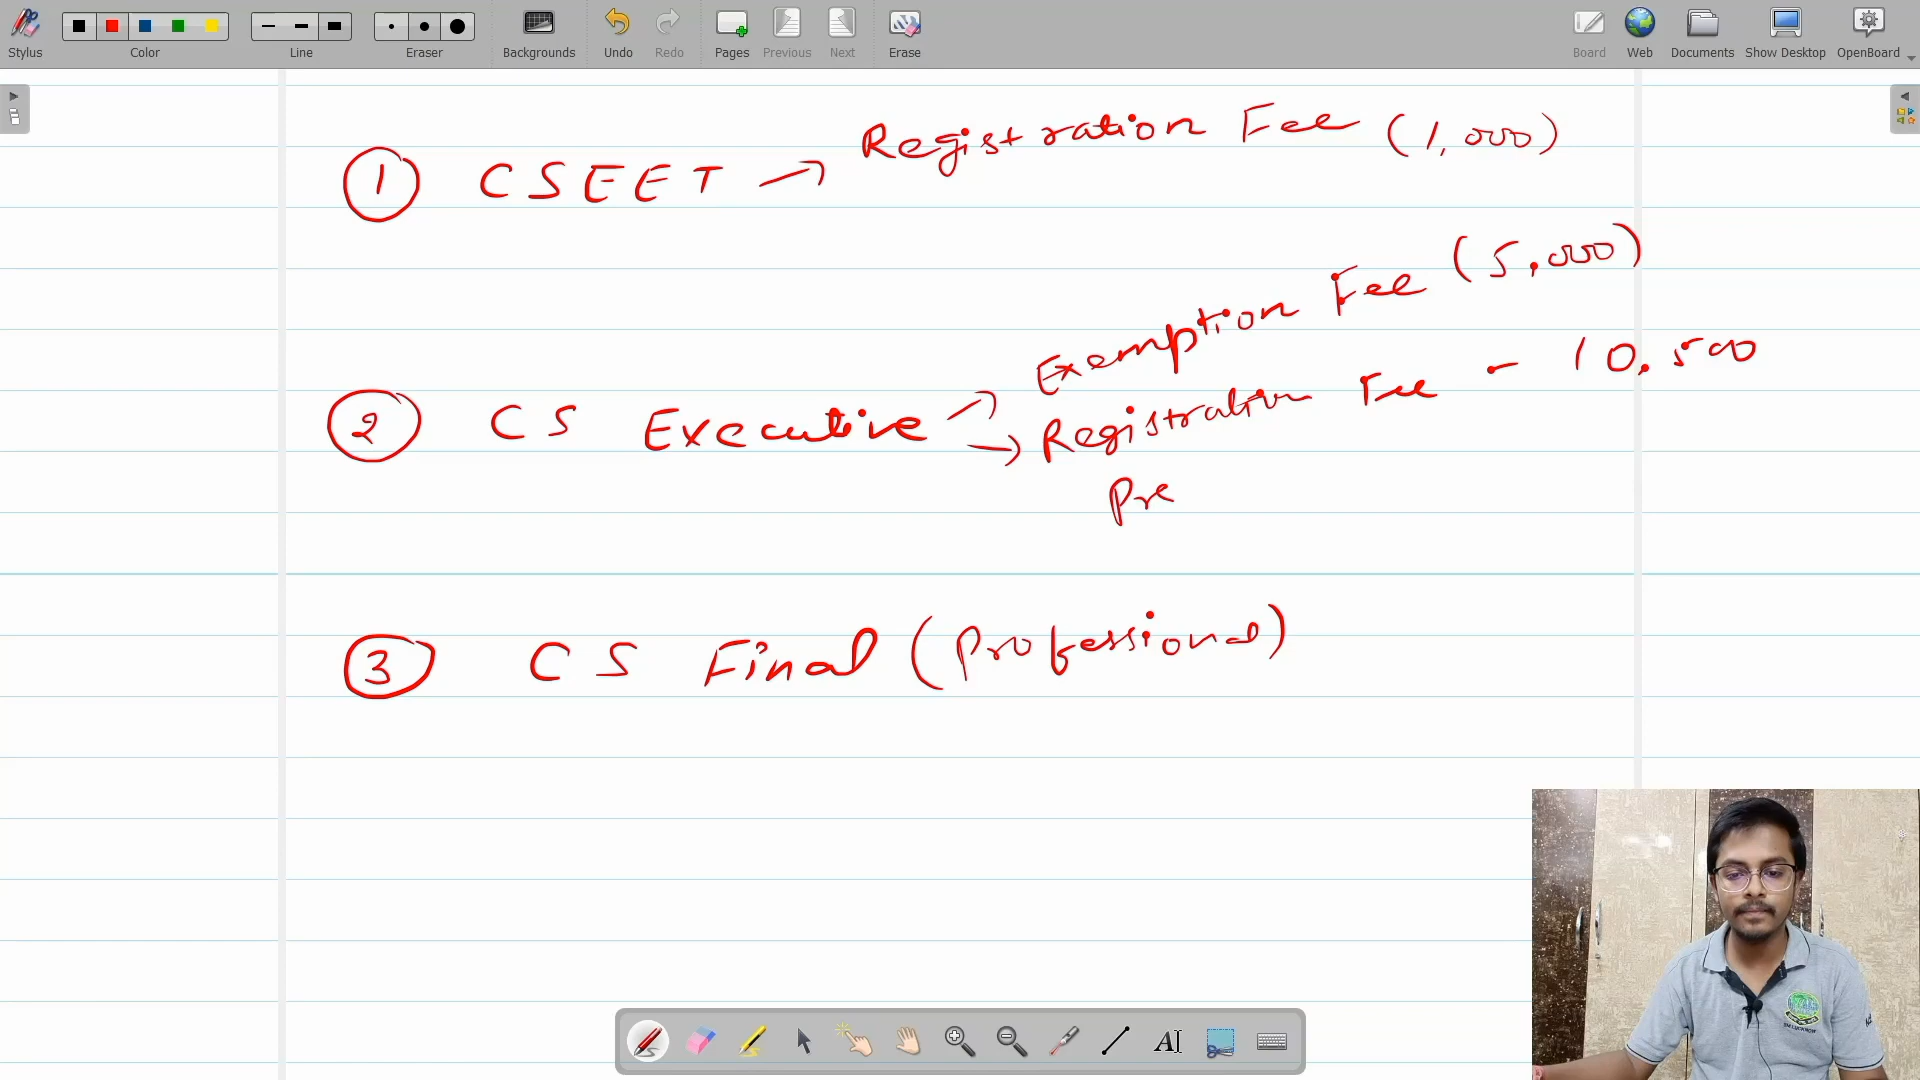 Stylus Color Line Eraser Backgrounds Undo Redo Pages Previous Next Erase Board Web Documents Show Desktop OpenBoard
① CSEET → Registration Fee (1,000)
② CS Executive → Exemption Fee (5,000)
→ Registration Fee - 10,500
Pre
③ CS Final (Professional)
A
IIM LUCKNOW